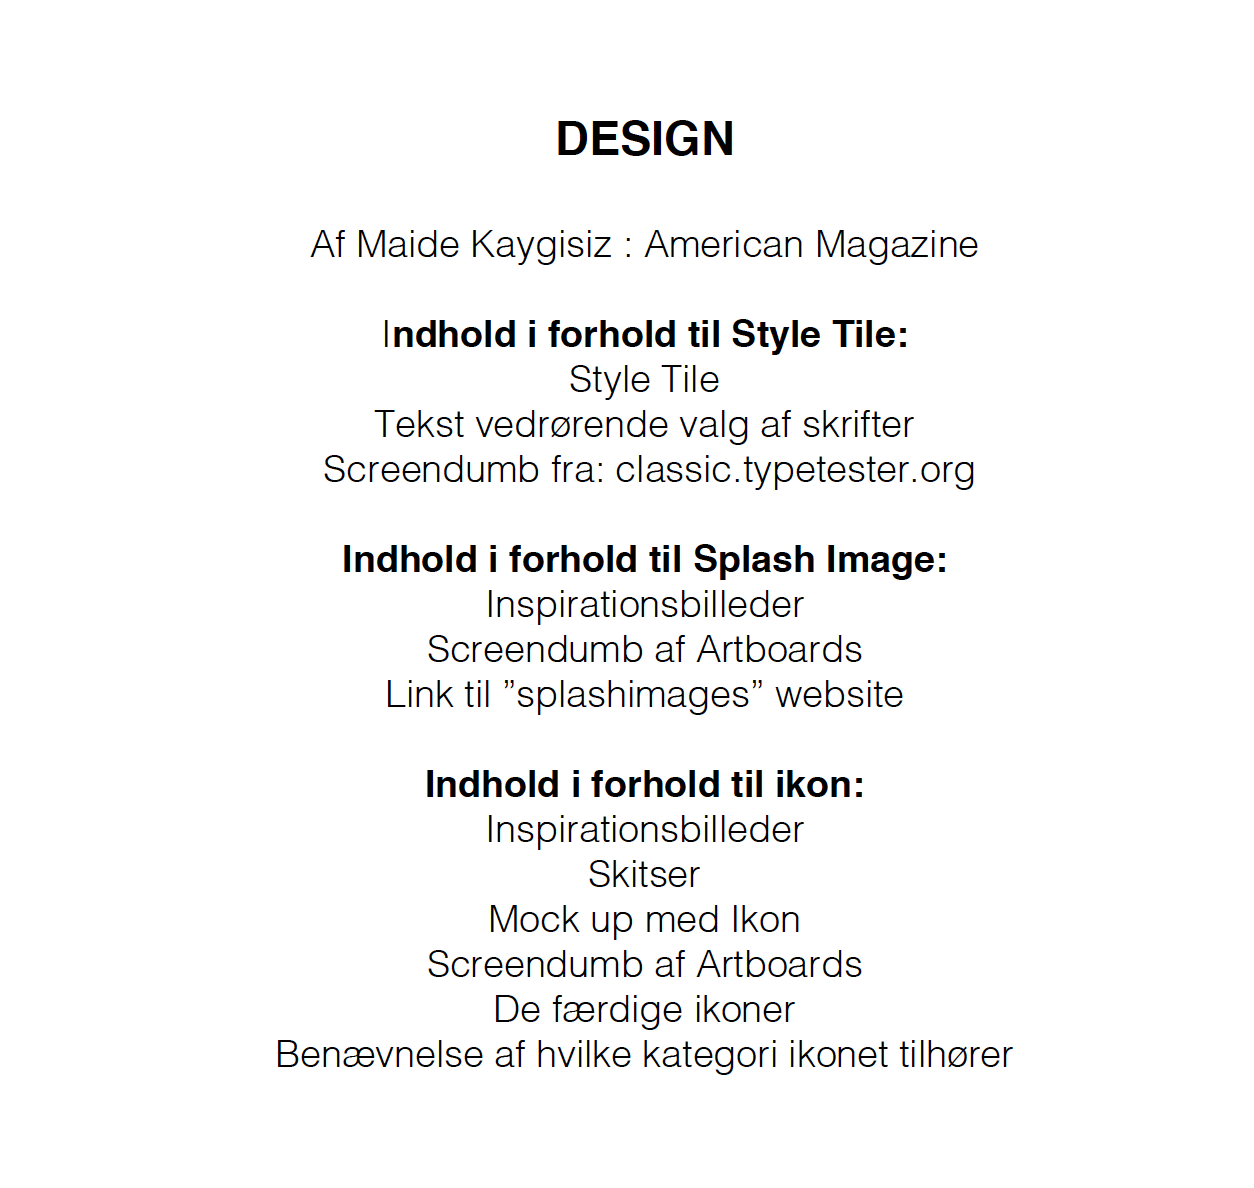 DESIGN
Af Maide Kaygisiz : American Magazine
Indhold i forhold til Style Tile:
Style Tile
Tekst vedrørende valg af skrifter
Screendumb fra: classic.typetester.org
Indhold i forhold til Splash Image:
Inspirationsbilleder
Screendumb af Artboards
Link til ”splashimages” website
Indhold i forhold til ikon:
Inspirationsbilleder
Skitser
Mock up med Ikon
Screendumb af Artboards
De færdige ikoner
Benævnelse af hvilke kategori ikonet tilhører